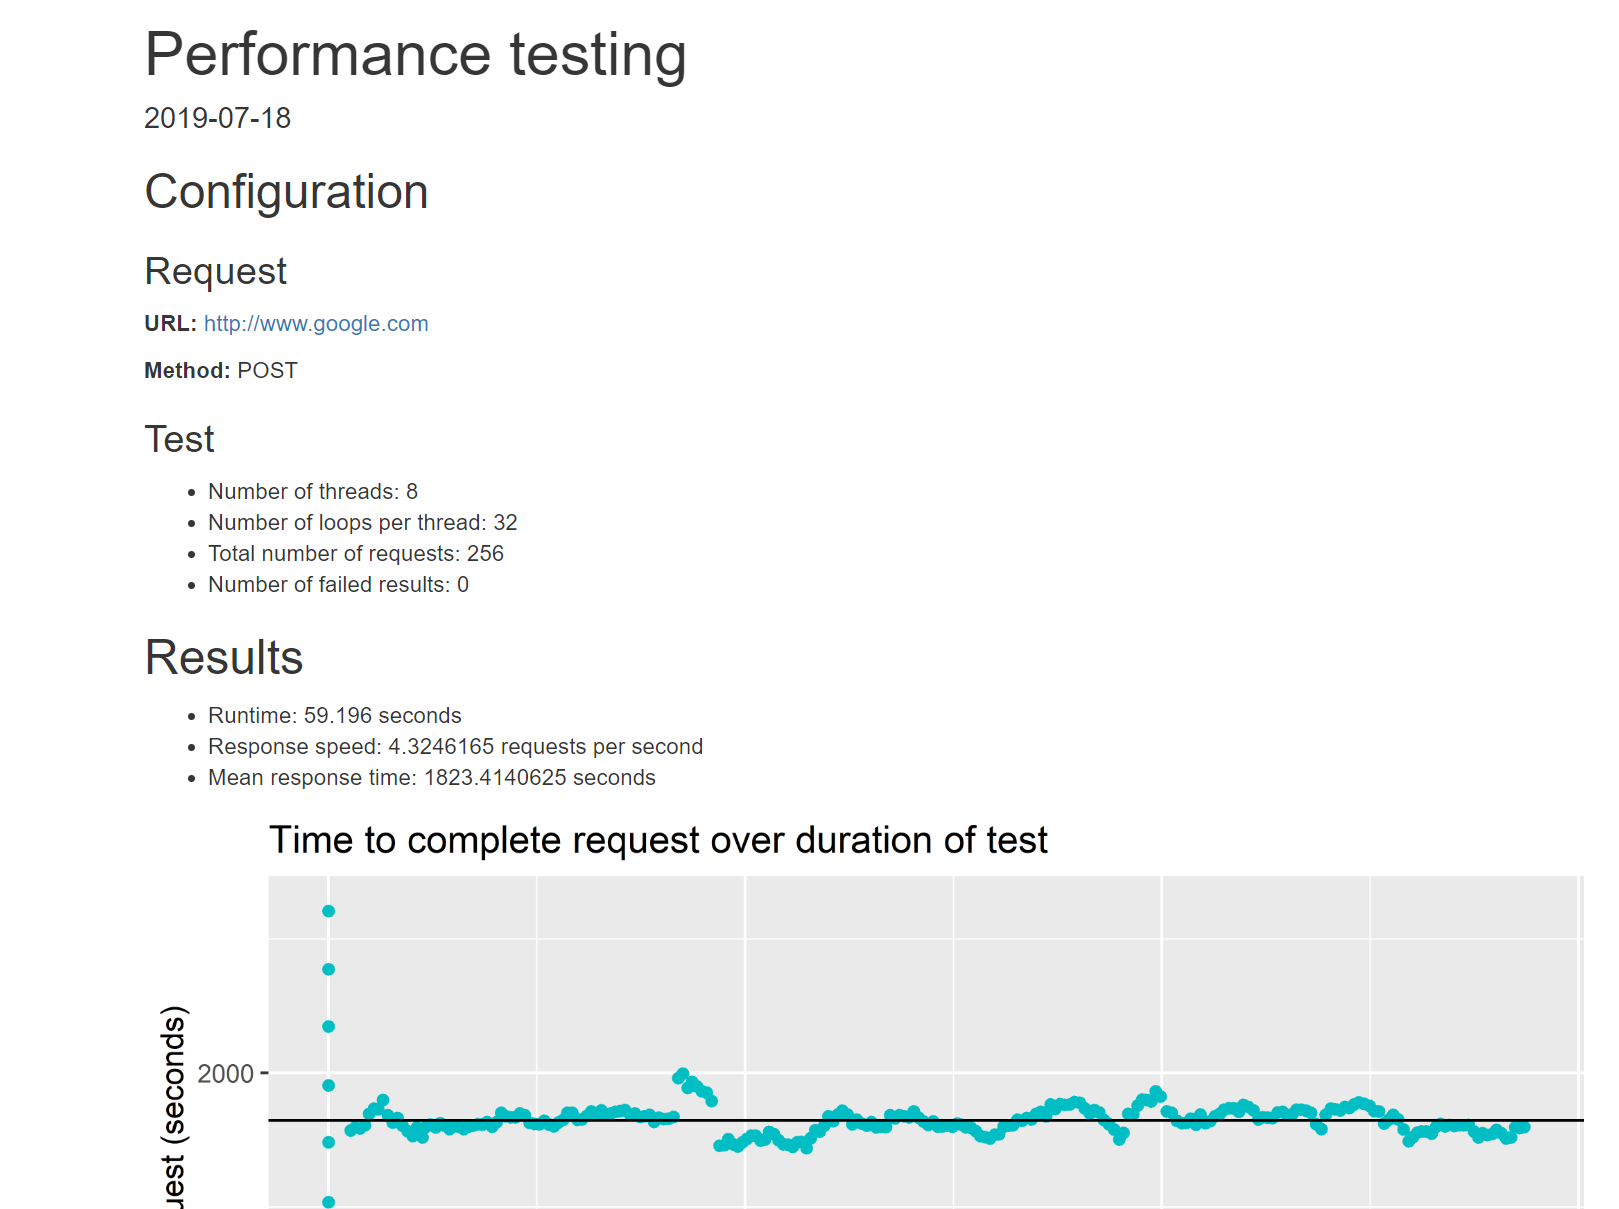 Performance testing
2019-07-18
Configuration
Request
URL: http://www.google.com
Method: POST
Test
Number of threads: 8
Number of loops per thread: 32
Total number of requests: 256
Number of failed results: 0
Results
Runtime: 59.196 seconds
Response speed: 4.3246165 requests per second
Mean response time: 1823.4140625 seconds
Time to complete request over duration of test
2000
(seconds)